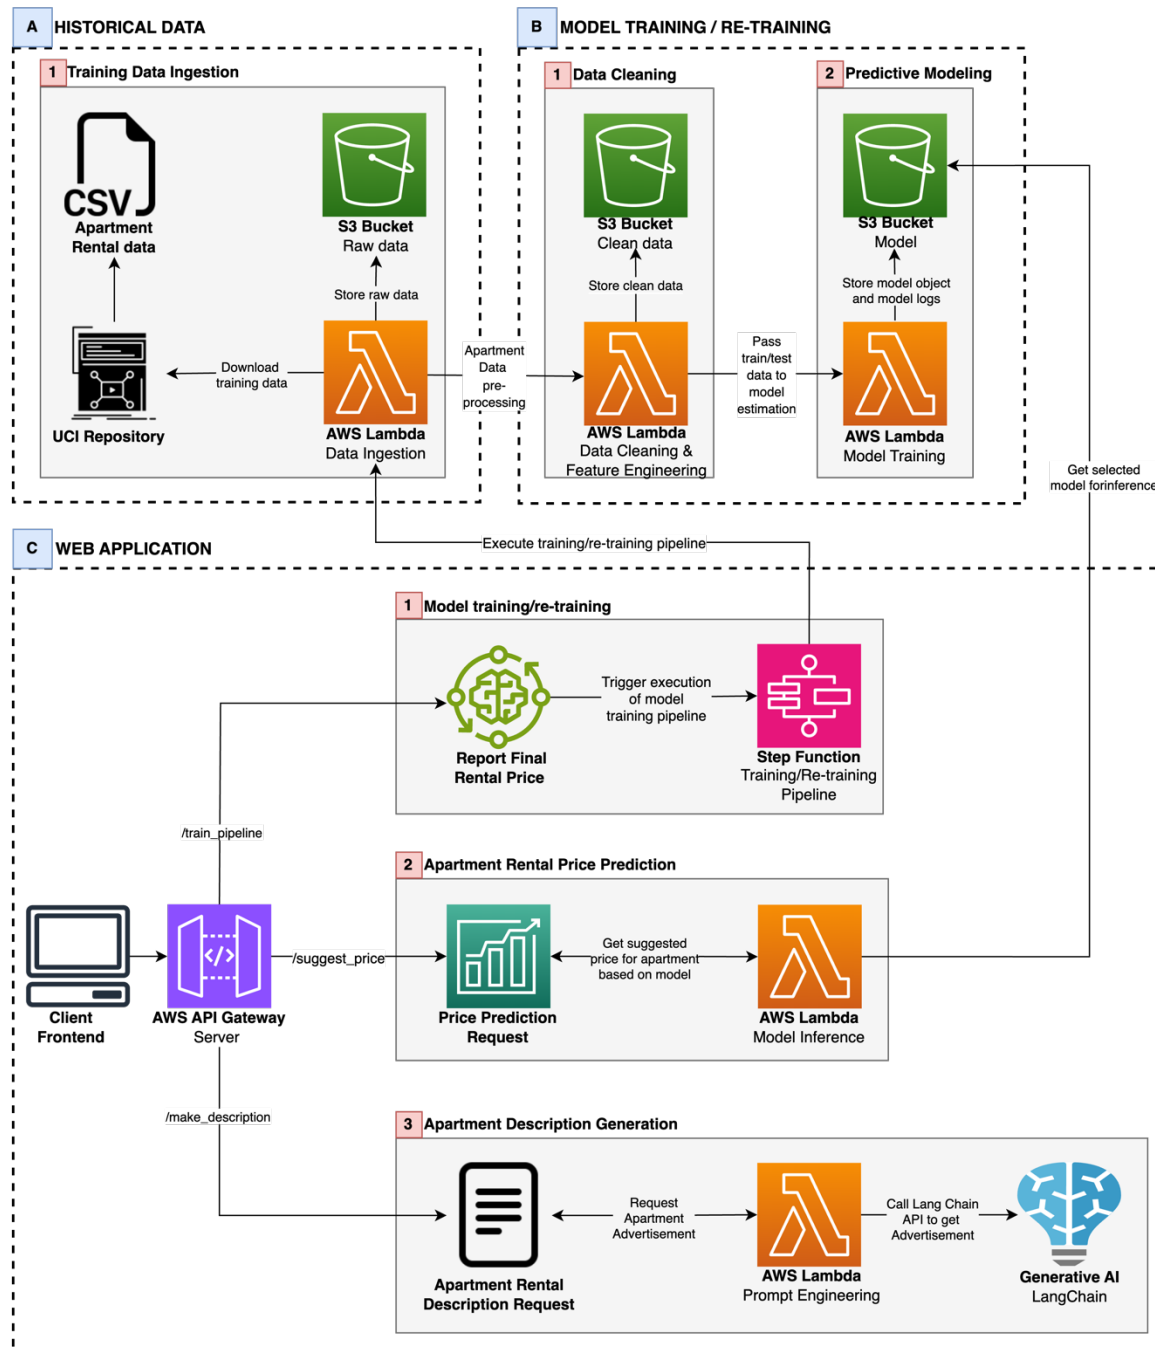 A HISTORICAL DATA
1 Training Data Ingestion
CSV
Apartment
Rental data
S3 Bucket
Raw data
Store raw data
Download
training data
UCI Repository
AWS Lambda
Data Ingestion
Apartment
Data
pre-
processing
B MODEL TRAINING / RE-TRAINING
1 Data Cleaning
S3 Bucket
Clean data
Store clean data
AWS Lambda
Data Cleaning &
Feature Engineering
Pass
train/test
data to
model
estimation
2 Predictive Modeling
S3 Bucket
Model
Store model object
and model logs
AWS Lambda
Model Training
Get selected
model forinference
Execute training/re-training pipeline
C WEB APPLICATION
1 Model training/re-training
Report Final
Rental Price
Trigger execution
of model
training pipeline
Step Function
Training/Re-training
Pipeline
/train_pipeline
2 Apartment Rental Price Prediction
Client
Frontend
</>
AWS API Gateway
Server
/suggest_price
Price Prediction
Request
Get suggested
price for apartment
based on model
AWS Lambda
Model Inference
/make_description
3 Apartment Description Generation
Apartment Rental
Description Request
Request
Apartment
Advertisement
AWS Lambda
Prompt Engineering
Call Lang Chain
API to get
Advertisement
Generative AI
LangChain